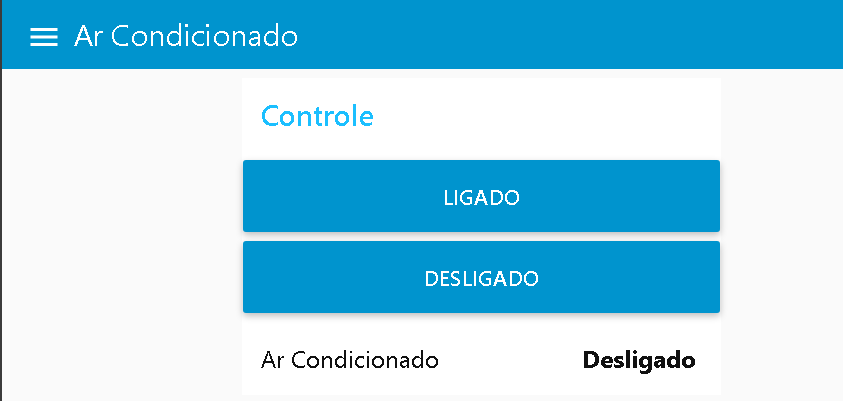 Ar Condicionado
Controle
LIGADO
DESLIGADO
Ar Condicionado Desligado